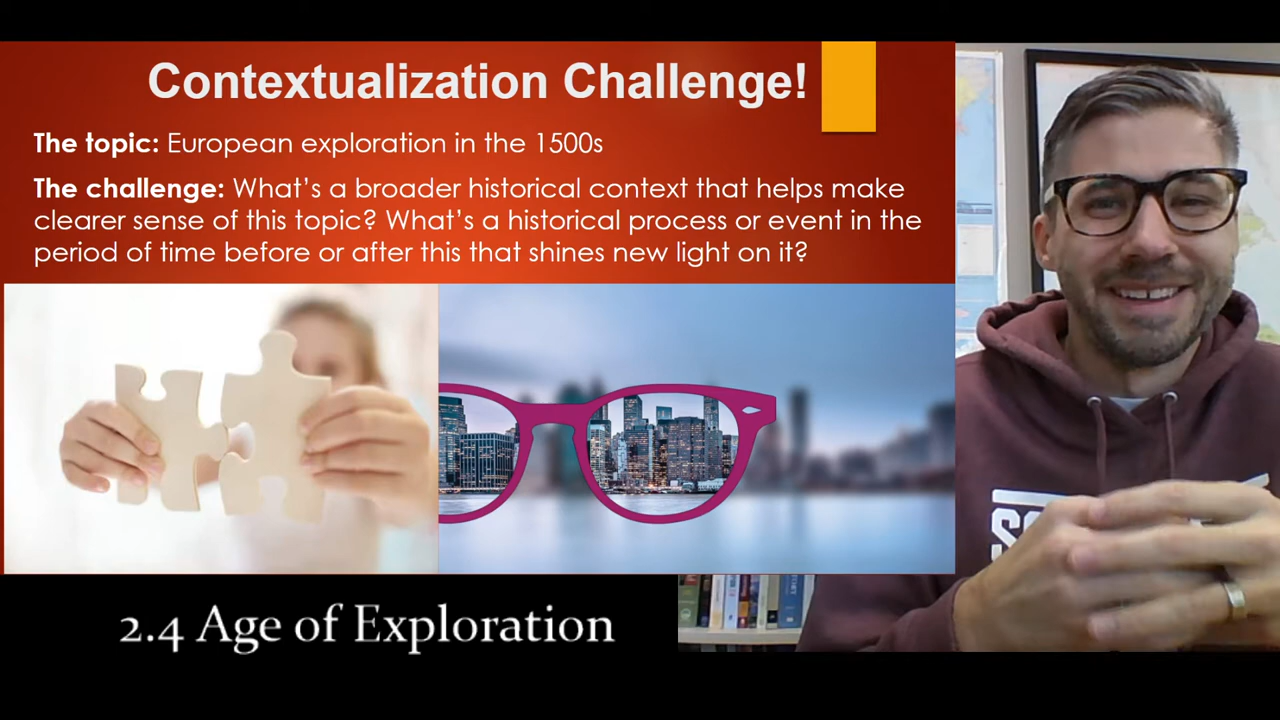 Contextualization Challenge!
The topic: European exploration in the 1500s
The challenge: What's a broader historical context that helps make
clearer sense of this topic? What's a historical process or event in the
period of time before or after this that shines new light on it?
2.4 Age of Exploration